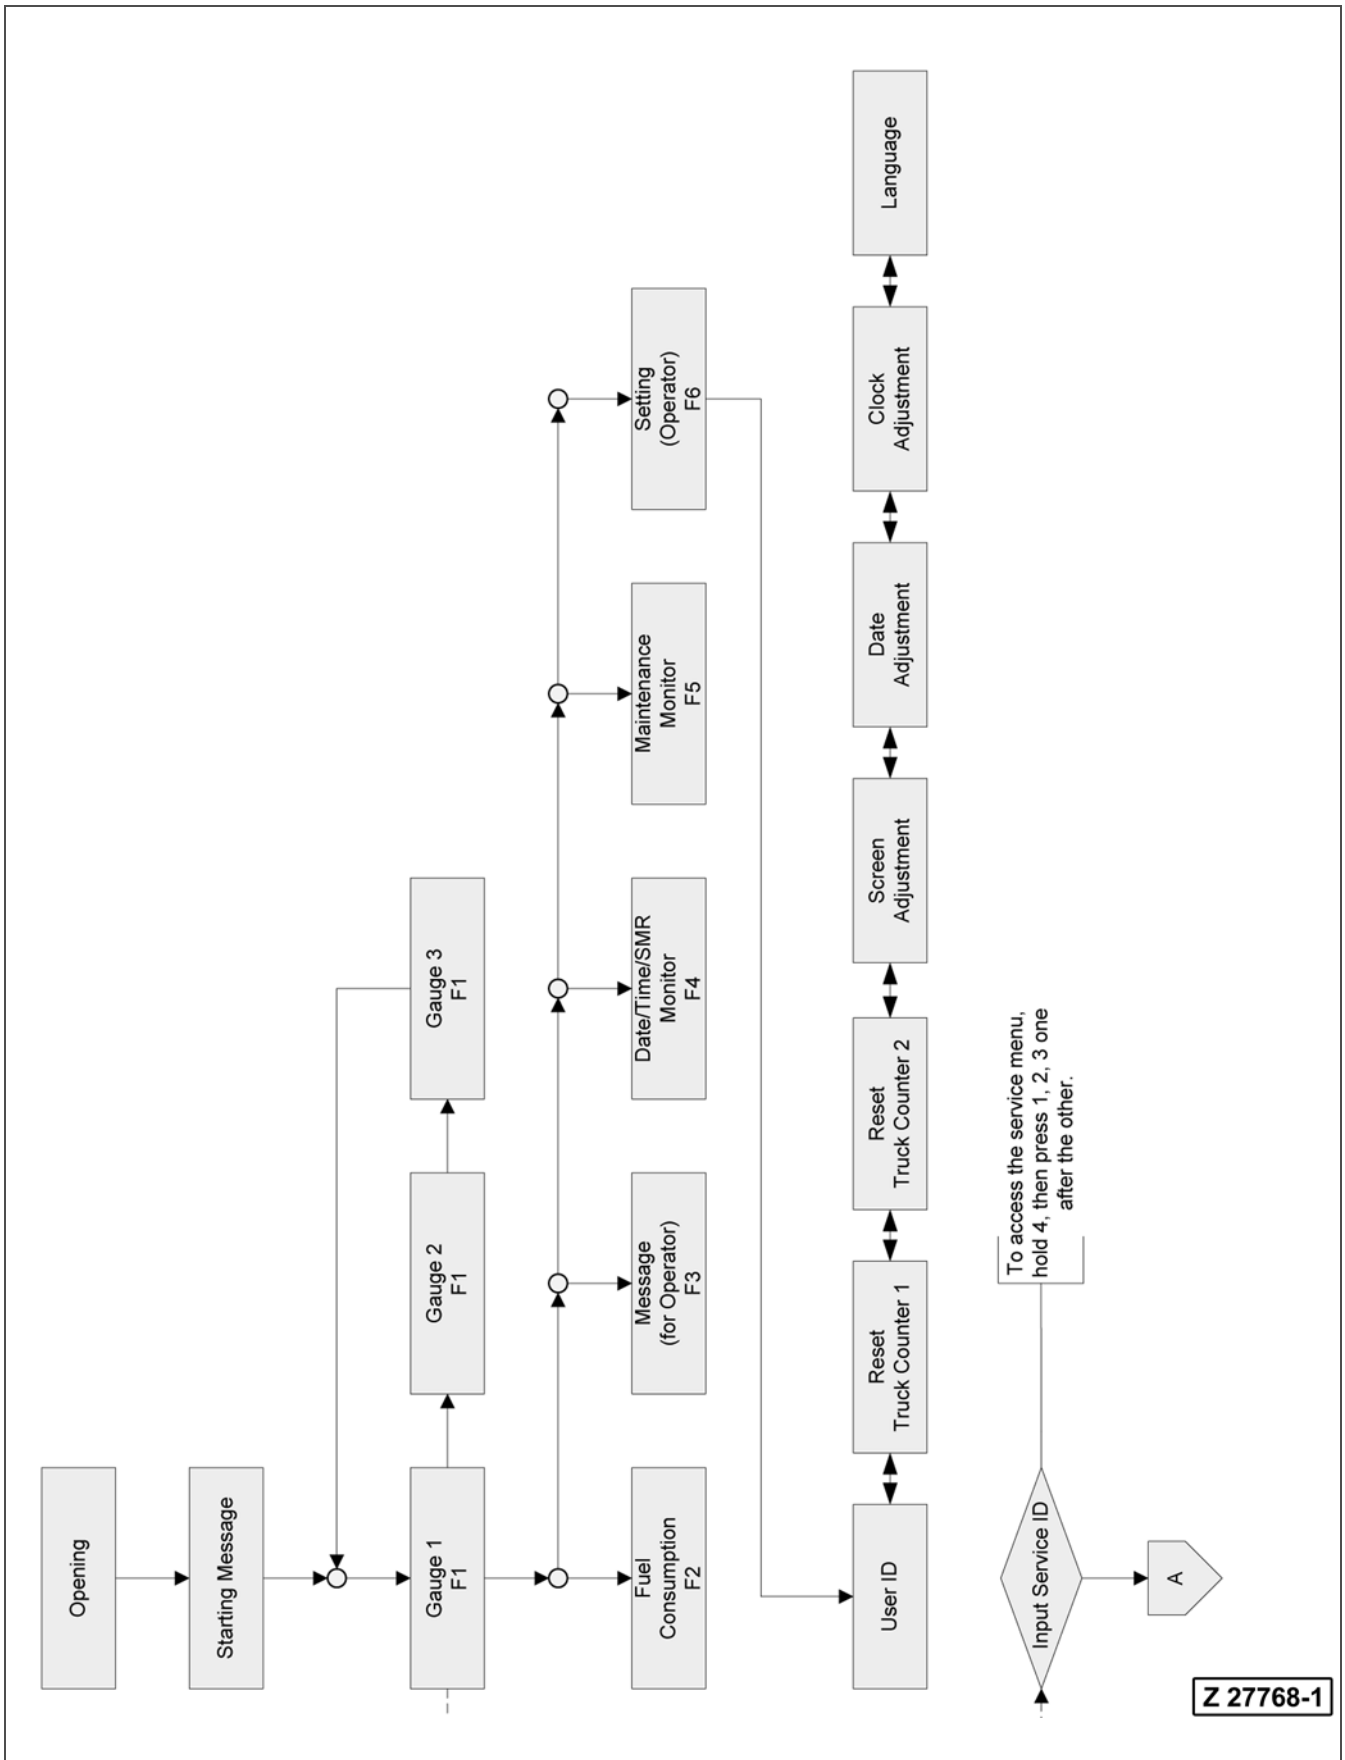 Opening
Starting Message
Gauge 1
F1
Gauge 2
F1
Gauge 3
F1
Fuel
Consumption
F2
Message
(for Operator)
F3
Date/Time/SMR
Monitor
F4
Maintenance
Monitor
F5
Setting
(Operator)
F6
User ID
Reset
Truck Counter 1
Reset
Truck Counter 2
Screen
Adjustment
Date
Adjustment
Clock
Adjustment
Language
Input Service ID
To access the service menu,
hold 4, then press 1, 2, 3 one
after the other.
A
Z 27768-1